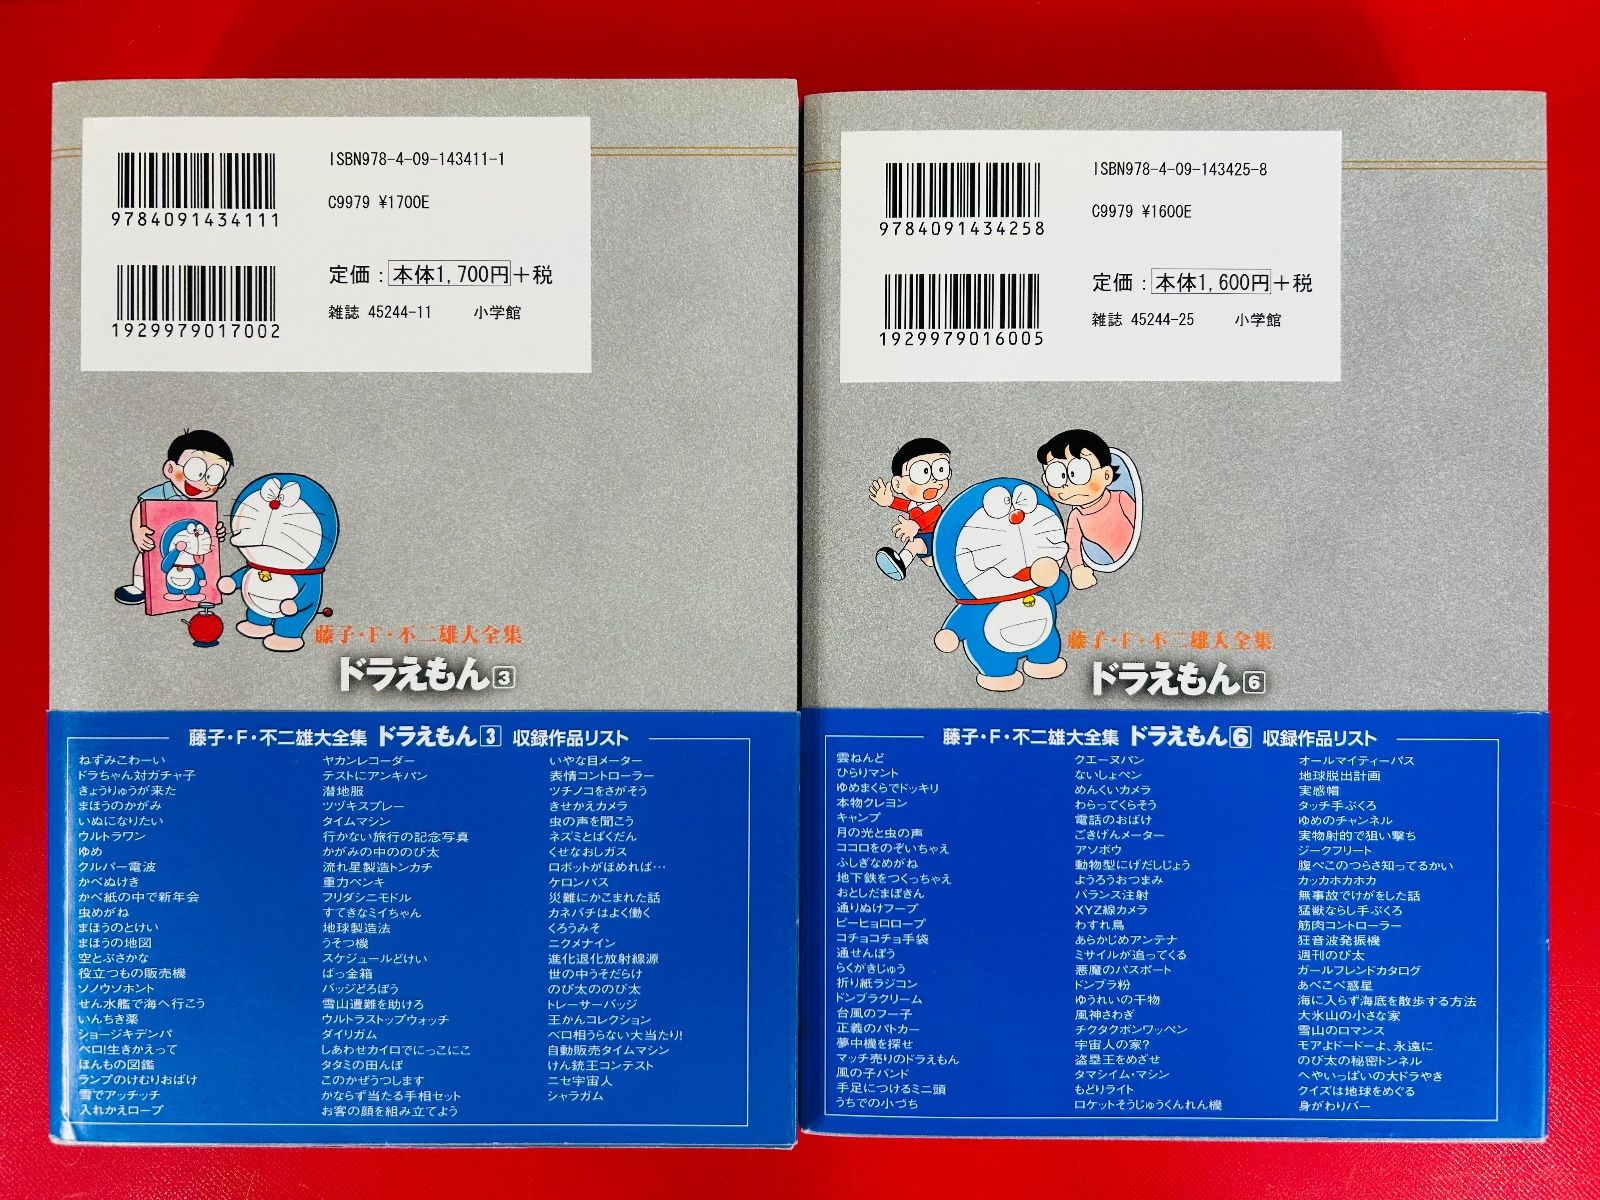 ISBN978-4-09-143411-1
9784091434111
C9979 ¥1700E
定価：本体1,700円+税
1929979017002
雑誌 45244-11 小学館
藤子・F・不二雄大全集
ドラえもん 3
藤子・F・不二雄大全集 ドラえもん 3 収録作品リスト
ねずみこわーい
ドラちゃん対ガチャ子
きょうりゅうが来た
まほうのかがみ
いぬになりたい
ウルトラワン
ゆめ
クルパー電波
かべぬけき
かべ紙の中で新年会
虫めがね
まほうのとけい
まほうの地図
空とぶさかな
役立つもの販売機
ソノウソホント
せん水艦で海へ行こう
いんちき薬
ショージキデンパ
ペロ!生きかえって
ほんもの図鑑
ランプのけむりおばけ
雪でアッチッチ
入れかえロープ
ヤカンレコーダー
テストにアンキパン
潜地服
ツヅキスプレー
タイムマシン
行かない旅行の記念写真
かがみの中ののび太
流れ星製造トンカチ
重力ペンキ
フリダシニモドル
すてきなミイちゃん
地球製造法
うそつ機
スケジュールどけい
ばっ金箱
バッジどろぼう
雪山遭難を助けろ
ウルトラストップウォッチ
ダイリガム
しあわせカイロでにっこにこ
タタミの田んぼ
このかぜうつします
かならず当たる手相セット
お客の顔を組み立てよう
いやな目メーター
表情コントローラー
ツチノコをさがそう
きせかえカメラ
虫の声を聞こう
ネズミとばくだん
くせなおしガス
ロボットがほめれば…
ケロンパス
災難にかこまれた話
カネバチはよく働く
くろうみそ
ニクメナイン
進化退化放射線源
世の中うそだらけ
のび太ののび太
トレーサーバッジ
王かんコレクション
ペロ相うらない大当たり!
自動販売タイムマシン
けん銃王コンテスト
ニセ宇宙人
シャラガム
ISBN978-4-09-143425-8
9784091434258
C9979 ¥1600E
定価：本体1,600円+税
1929979016005
雑誌 45244-25 小学館
藤子・F・不二雄大全集
ドラえもん 6
藤子・F・不二雄大全集 ドラえもん 6 収録作品リスト
雲ねんど
ひらりマント
ゆめまくらでドッキリ
本物クレヨン
キャンプ
月の光と虫の声
ココロをのぞいちゃえ
ふしぎなめがね
地下鉄をつくっちゃえ
おとしだまぼきん
通りぬけフープ
ピーヒョロロープ
コチョコチョ手袋
通せんぼう
らくがきじゅう
折り紙ラジコン
ドンブラクリーム
台風のフー子
正義のパトカー
夢中機を探せ
マッチ売りのドラえもん
風の子バンド
手足につけるミニ頭
うちでの小づち
クエーヌパン
ないしょペン
めんくいカメラ
わらってくらそう
電話のおばけ
ごきげんメーター
アソボウ
動物型にげだしじょう
ようろうおつまみ
バランス注射
XYZ線カメラ
わすれ鳥
あらかじめアンテナ
ミサイルが追ってくる
悪魔のパスポート
ドンブラ粉
ゆうれいの干物
風神さわぎ
チクタクボンワッペン
宇宙人の家?
盗塁王をめざせ
タマシイム・マシン
もどりライト
ロケットそうじゅうくんれん機
オールマイティーパス
地球脱出計画
実感帽
タッチ手ぶくろ
ゆめのチャンネル
実物射的で狙い撃ち
ジークフリート
腹ぺこのつらさ知ってるかい
カッカホカホカ
無事故でけがをした話
猛獣ならし手ぶくろ
筋肉コントローラー
狂音波発振機
週刊のび太
ガールフレンドカタログ
あべこべ惑星
海に入らず海底を散歩する方法
大氷山の小さな家
雪山のロマンス
モアよドードーよ、永遠に
のび太の秘密トンネル
へやいっぱいの大ドラやき
クイズは地球をめぐる
身がわりバー